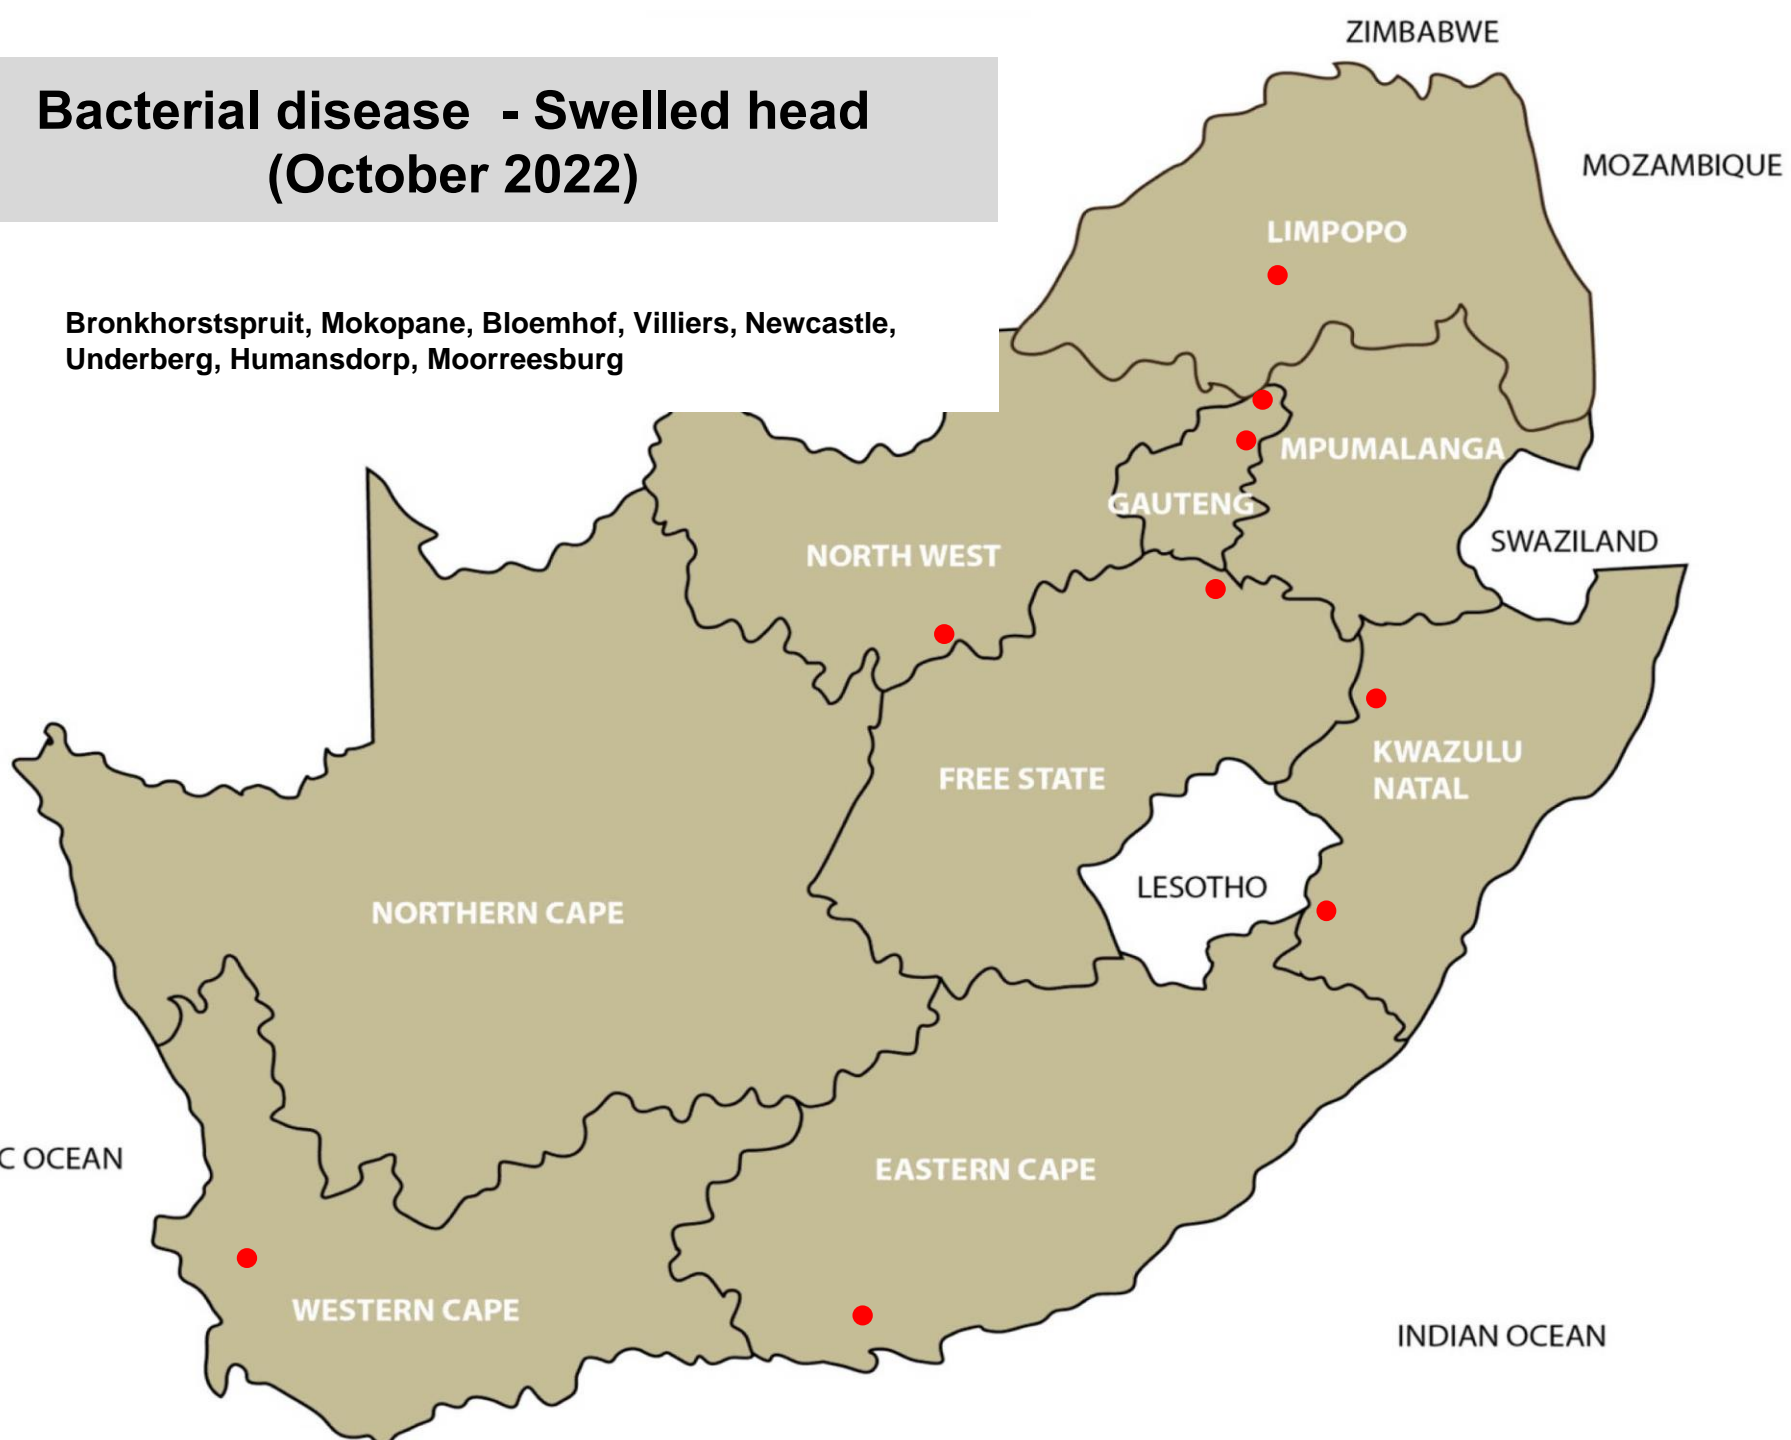 ZIMBABWE
Bacterial disease - Swelled head
(October 2022)
MOZAMBIQUE
LIMPOPO
Bronkhorstspruit, Mokopane, Bloemhof, Villiers, Newcastle,
Underberg, Humansdorp, Moorreesburg
MPUMALANGA
GAUTENG
SWAZILAND
NORTH WEST
KWAZULU
NATAL
FREE STATE
LESOTHO
NORTHERN CAPE
C OCEAN
EASTERN CAPE
WESTERN CAPE
INDIAN OCEAN